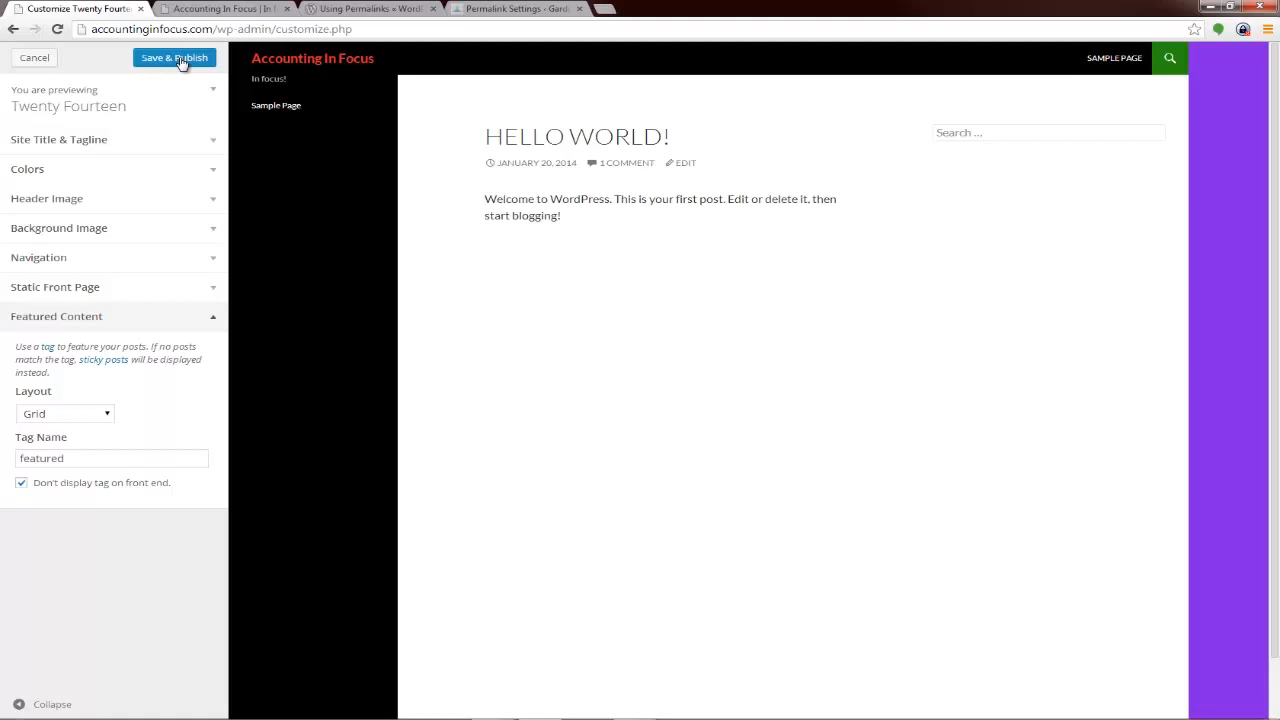 Customize Twenty Fourteen
Accounting In Focus | In f
Using Permalinks « WordP
Permalink Settings ‹ Gard
accountinginfocus.com/wp-admin/customize.php
Cancel
Save & Publish
You are previewing
Twenty Fourteen
Site Title & Tagline
Colors
Header Image
Background Image
Navigation
Static Front Page
Featured Content
Use a tag to feature your posts. If no posts
match the tag, sticky posts will be displayed
instead.
Layout
Grid
Tag Name
featured
Don't display tag on front end.
Collapse
Accounting In Focus
In focus!
Sample Page
SAMPLE PAGE
HELLO WORLD!
JANUARY 20, 2014
1 COMMENT
EDIT
Welcome to WordPress. This is your first post. Edit or delete it, then
start blogging!
Search ...